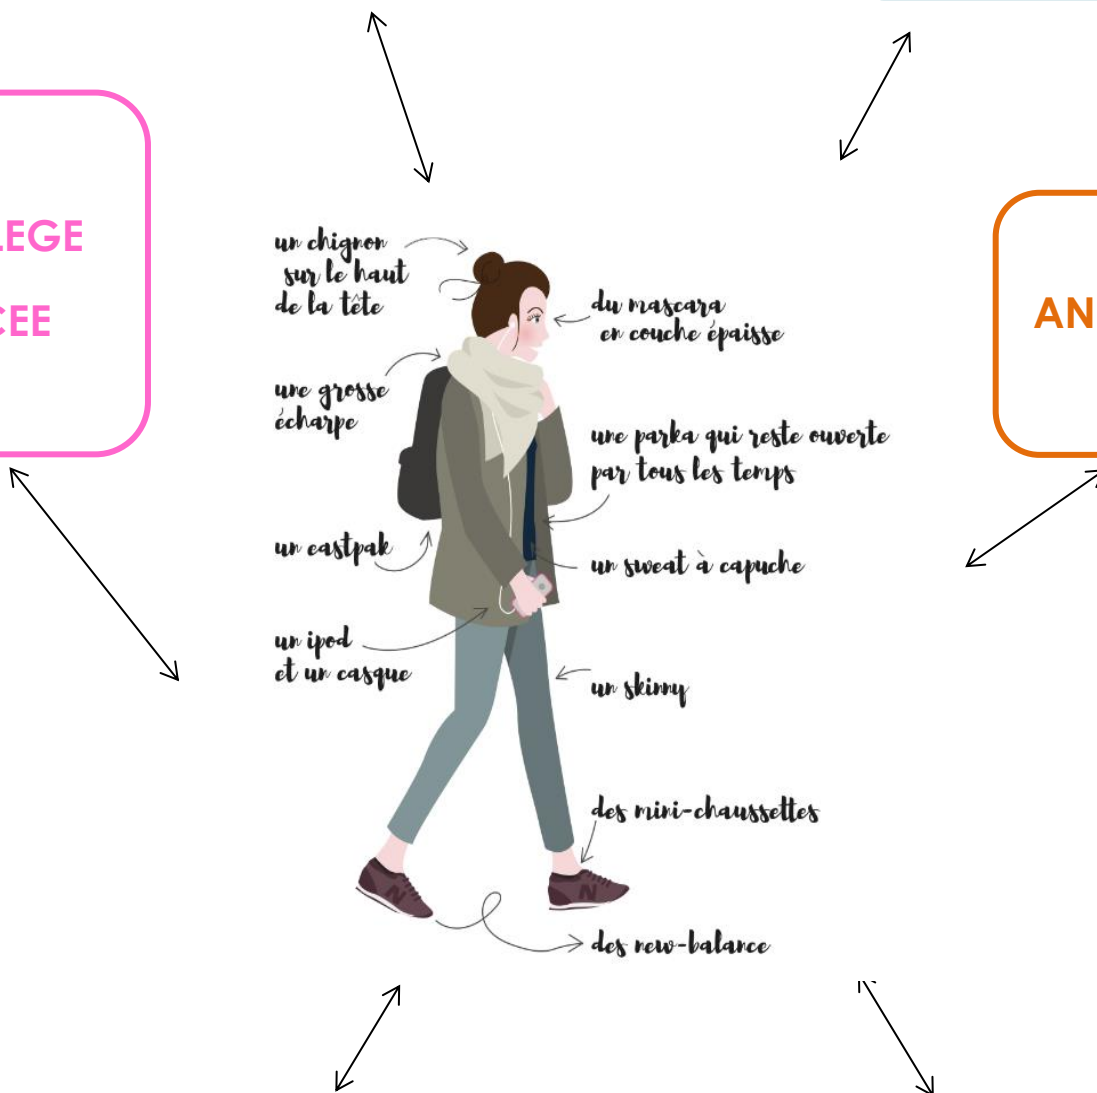 LEGE
CEE
AN
un chignon
sur le haut
de la tête
du mascara
en couche épaisse
une grosse
écharpe
une parka qui reste ouverte
par tous les temps
un eastpak
un sweat à capuche
un ipod
et un casque
un skinny
des mini-chaussettes
N
N
des new-balance